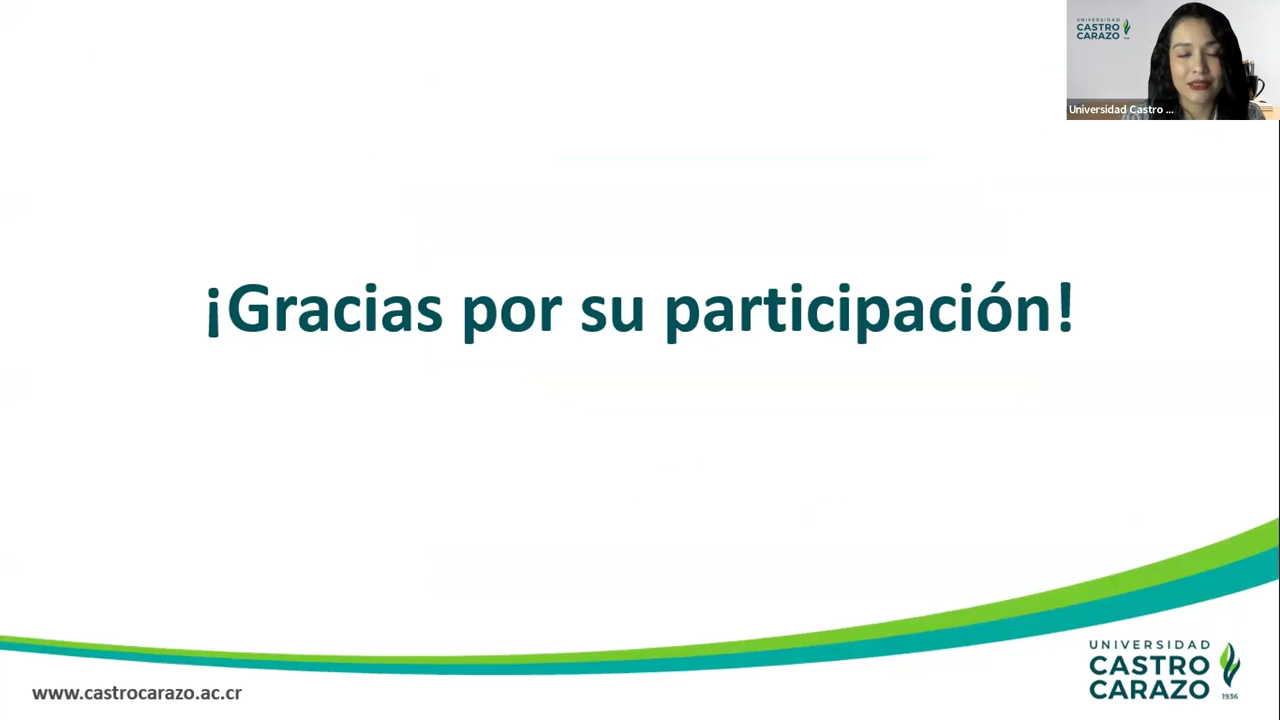 UNIVERSIDAD
CASTRO
CARAZO
Universidad Castro ...
¡Gracias por su participación!
www.castrocarazo.ac.cr
UNIVERSIDAD
CASTRO
CARAZO
1936